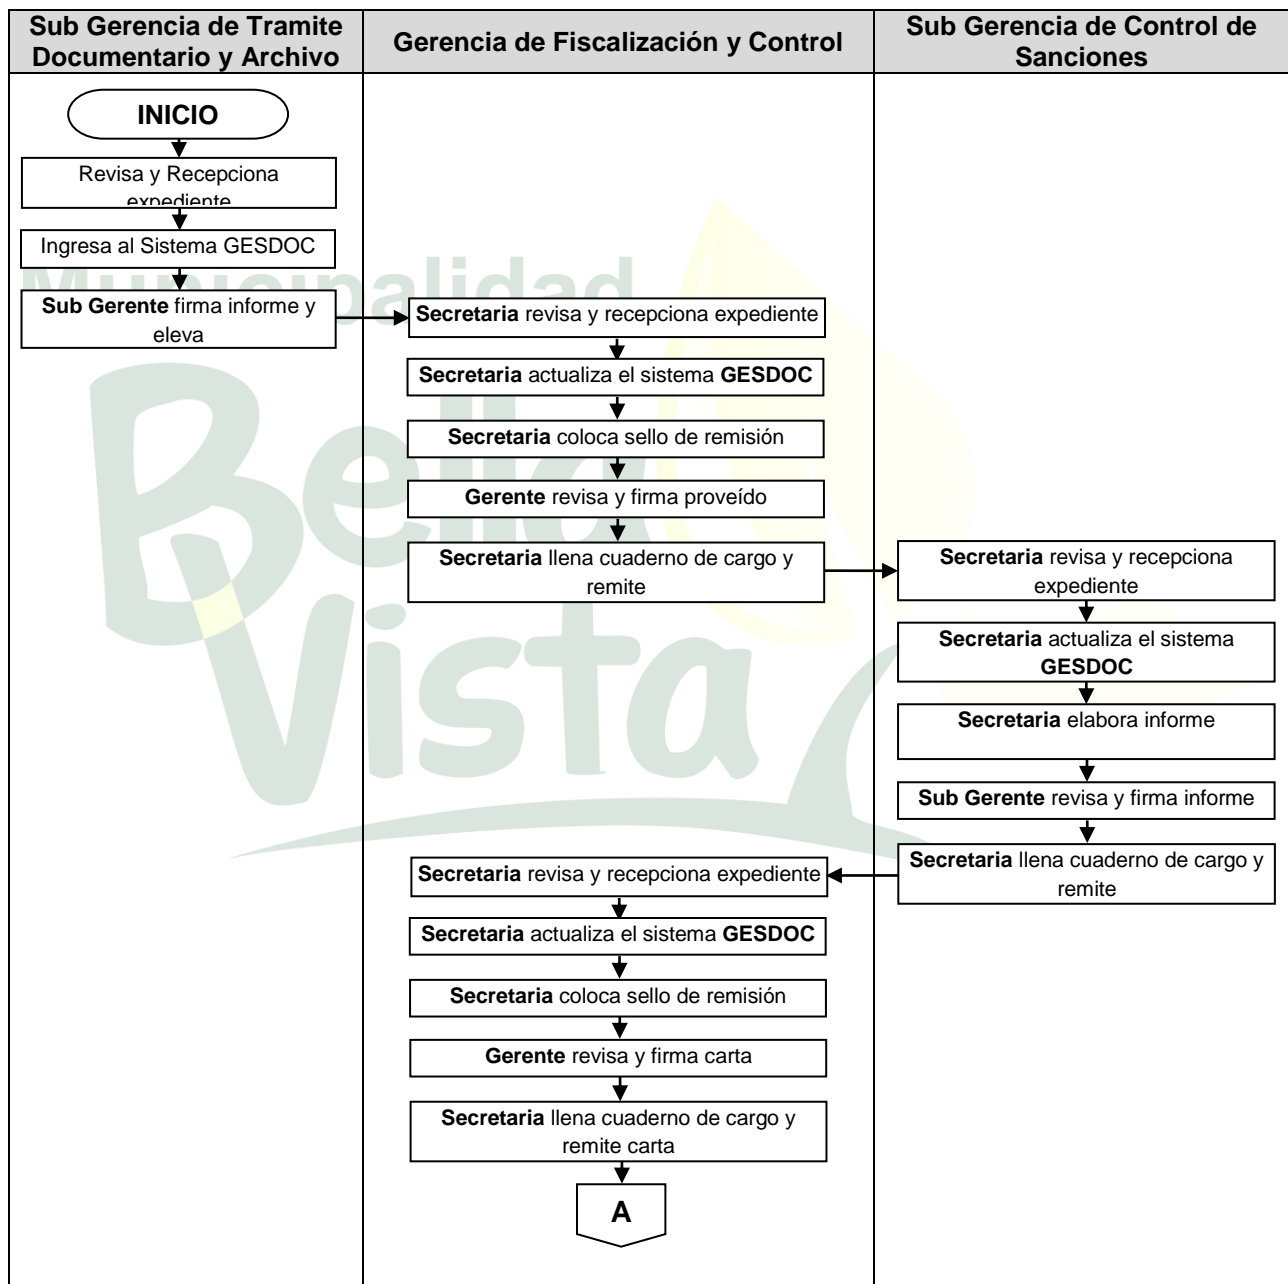 Sub Gerencia de Tramite
Documentario y Archivo
Gerencia de Fiscalización y Control
Sub Gerencia de Control de
Sanciones
INICIO
Revisa y Recepciona
expediente
Ingresa al Sistema GESDOC
Sub Gerente firma informe y
eleva
Secretaria revisa y recepciona expediente
Secretaria actualiza el sistema GESDOC
Secretaria coloca sello de remisión
Gerente revisa y firma proveído
Secretaria llena cuaderno de cargo y
remite
Secretaria revisa y recepciona
expediente
Secretaria actualiza el sistema
GESDOC
Secretaria elabora informe
Sub Gerente revisa y firma informe
Secretaria llena cuaderno de cargo y
remite
Secretaria revisa y recepciona expediente
Secretaria actualiza el sistema GESDOC
Secretaria coloca sello de remisión
Gerente revisa y firma carta
Secretaria llena cuaderno de cargo y
remite carta
A
Municipalidad
Bella
Vista